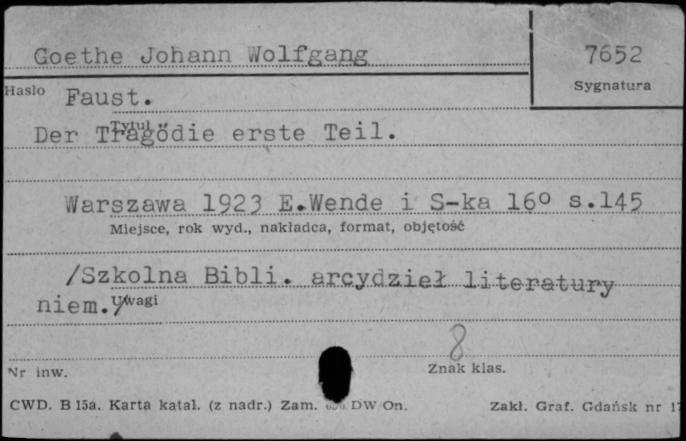 Goethe Johann Wolfgang
7652
Sygnatura
Hasło
Faust.
Tytuł
Der Tragödie erste Teil.
Warszawa 1923 E.Wende i S-ka 16º s.145
Miejsce, rok wyd., nakładca, format, objętość
/Szkolna Bibli. arcydzieł literatury
niem./
Uwagi
8
Nr inw.
Znak klas.
CWD. B 15a. Karta katal. (z nadr.) Zam. DW/On.
Zakł. Graf. Gdańsk nr